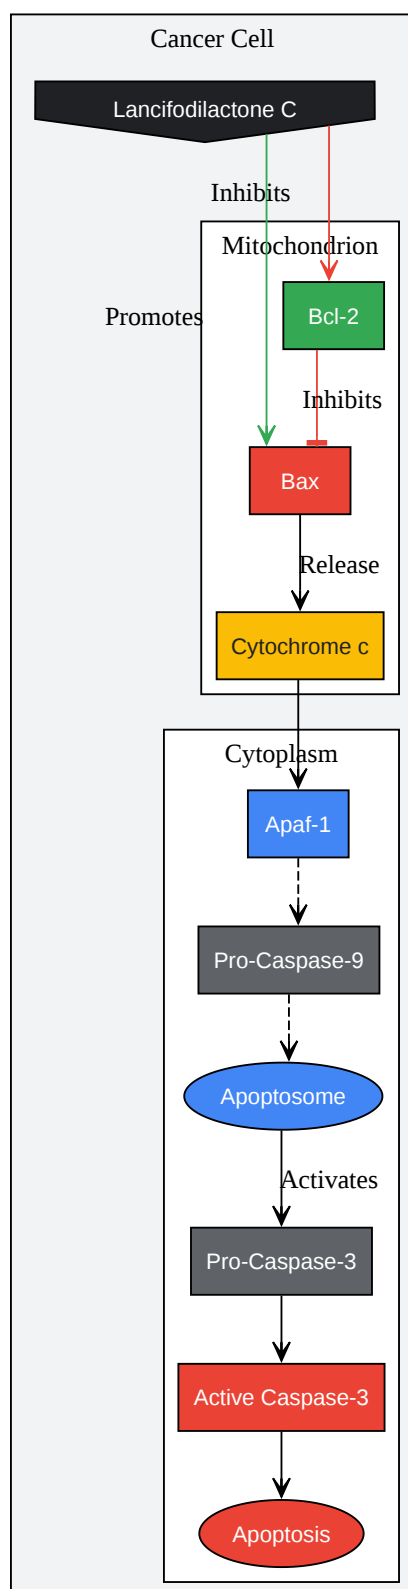 Cancer Cell
Lancifodilactone C
Inhibits
Mitochondrion
Promotes
Bcl-2
Inhibits
Bax
Release
Cytochrome c
Cytoplasm
Apaf-1
Pro-Caspase-9
Apoptosome
Activates
Pro-Caspase-3
Active Caspase-3
Apoptosis